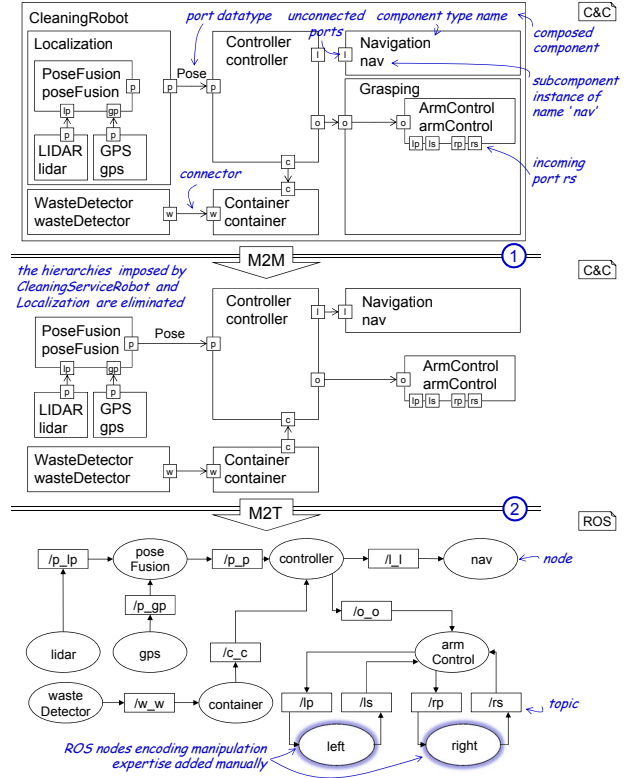 CleaningRobot
port datatype
unconnected ports
component type name
C&C
composed component
Localization
PoseFusion
poseFusion
p
lp
gp
p
p
LIDAR
lidar
GPS
gps
p
Pose
p
Controller
controller
l
l
Navigation
nav
subcomponent
instance of
name 'nav'
Grasping
o
o
o
ArmControl
armControl
lp
ls
rp
rs
incoming
port rs
c
c
connector
WasteDetector
wasteDetector
w
w
Container
container
M2M
1
C&C
the hierarchies imposed by
CleaningServiceRobot and
Localization are eliminated
PoseFusion
poseFusion
p
lp
gp
p
p
LIDAR
lidar
GPS
gps
Pose
p
Controller
controller
l
l
Navigation
nav
o
o
ArmControl
armControl
lp
ls
rp
rs
c
c
WasteDetector
wasteDetector
w
w
Container
container
M2T
2
ROS
/p_lp
pose
Fusion
/p_p
controller
/l_l
nav
node
/p_gp
/o_o
lidar
gps
/c_c
arm
Control
waste
Detector
/w_w
container
/lp
/ls
/rp
/rs
topic
ROS nodes encoding manipulation
expertise added manually
left
right